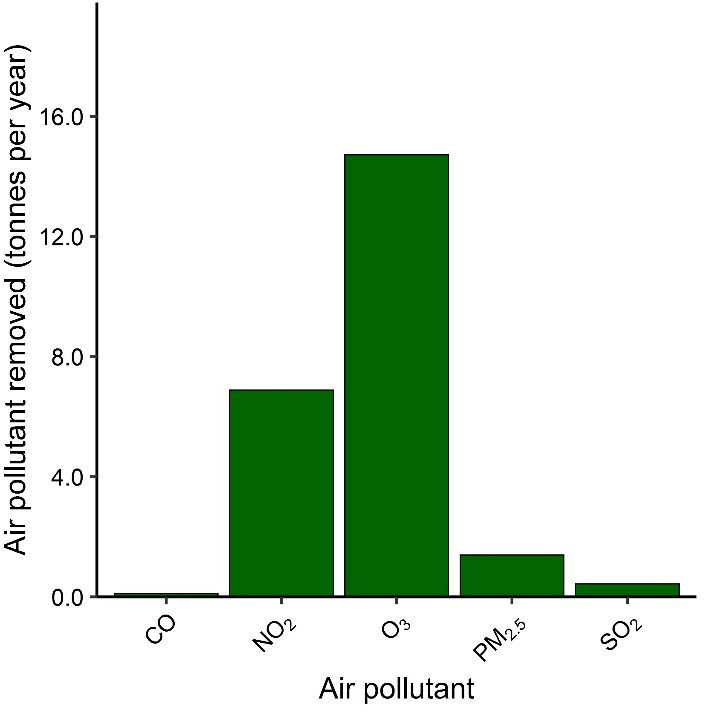 Air pollutant removed (tonnes per year)
16.0
12.0
8.0
4.0
0.0
CO
NO₂
O₃
PM₂.₅
SO₂
Air pollutant